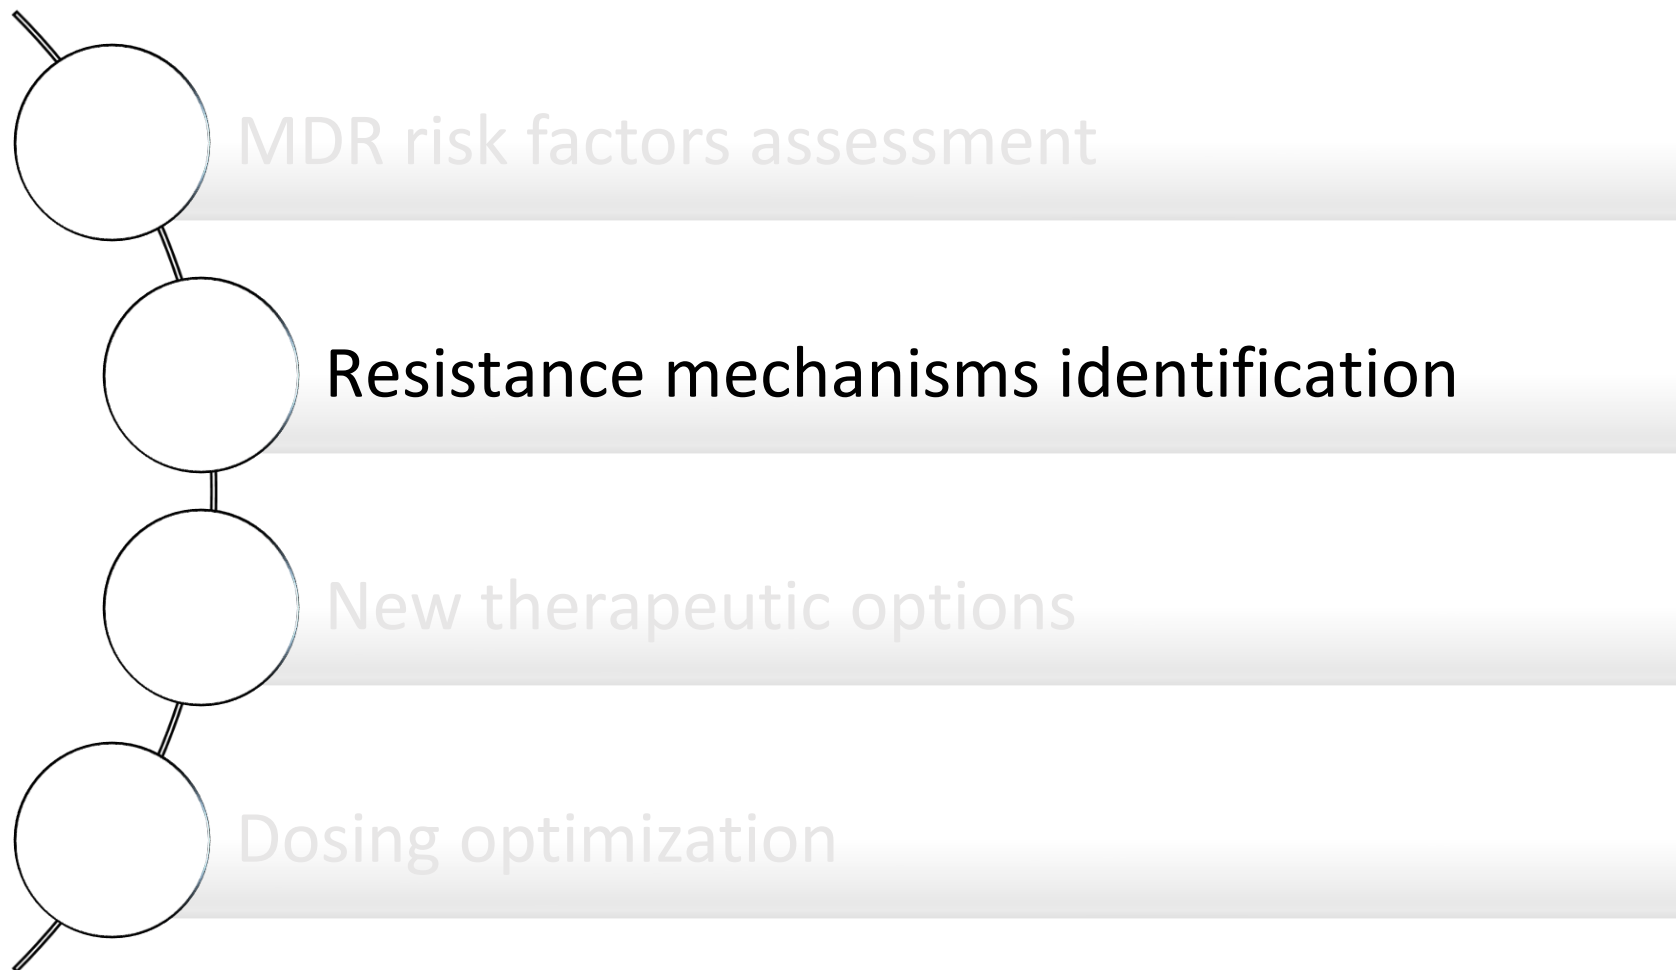 MDR risk factors assessment
Resistance mechanisms identification
New therapeutic options
Dosing optimization